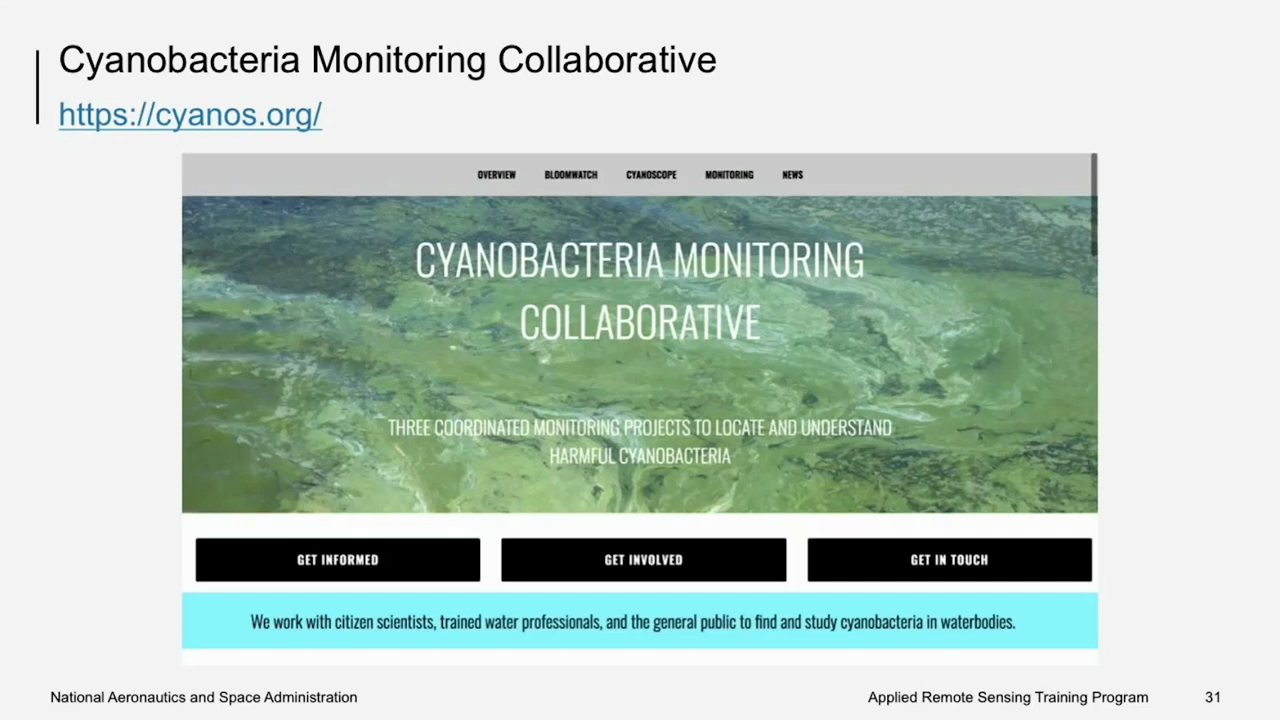 Cyanobacteria Monitoring Collaborative
https://cyanos.org/
OVERVIEW BLOOMWATCH CYANOSCOPE MONITORING NEWS
CYANOBACTERIA MONITORING
COLLABORATIVE
THREE COORDINATED MONITORING PROJECTS TO LOCATE AND UNDERSTAND
HARMFUL CYANOBACTERIA
GET INFORMED GET INVOLVED GET IN TOUCH
We work with citizen scientists, trained water professionals, and the general public to find and study cyanobacteria in waterbodies.
National Aeronautics and Space Administration Applied Remote Sensing Training Program 31